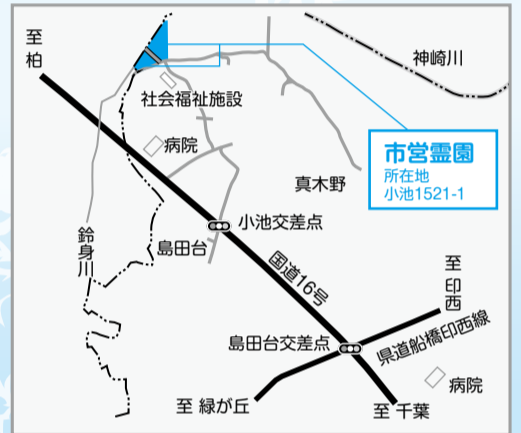 至柏
神崎川
社会福祉施設
病院
市営霊園
所在地
小池1521-1
真木野
小池交差点
鈴身川
島田台
国道16号
至印西
島田台交差点
県道船橋印西線
病院
至 緑が丘
至 千葉